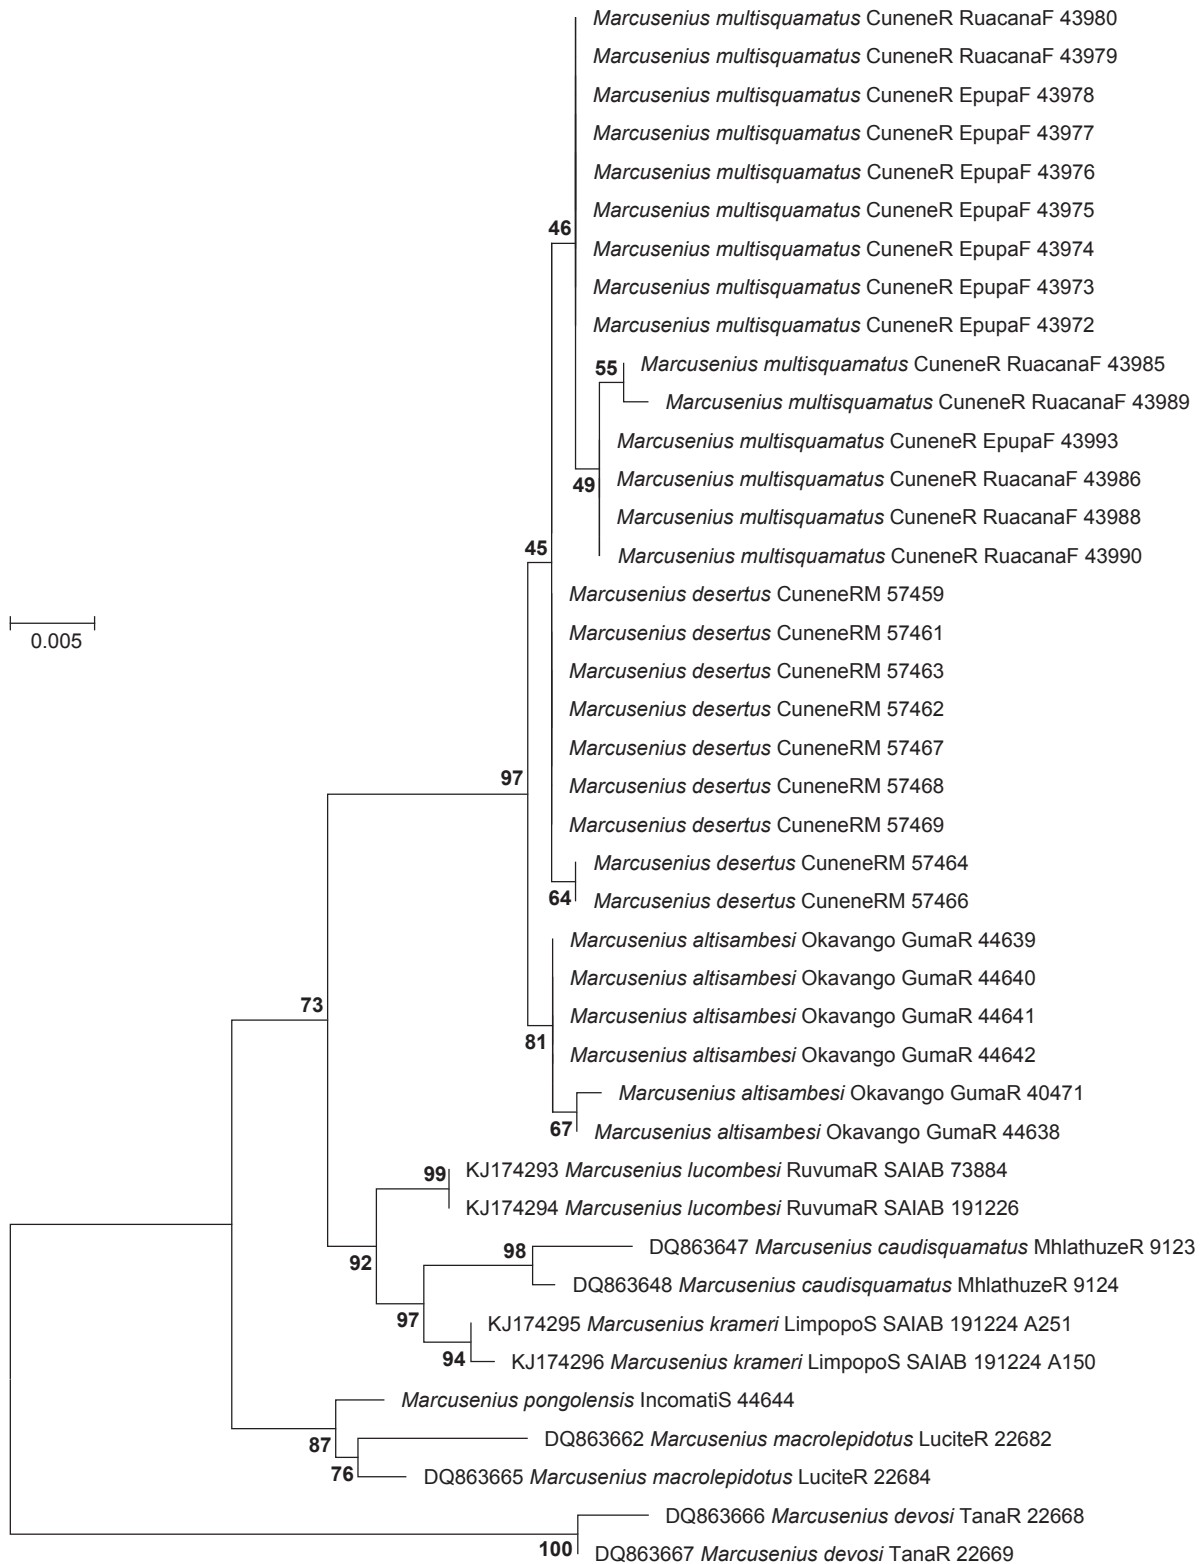 Marcusenius multisquamatus CuneneR RuacanaF 43980
Marcusenius multisquamatus CuneneR RuacanaF 43979
Marcusenius multisquamatus CuneneR EpupaF 43978
Marcusenius multisquamatus CuneneR EpupaF 43977
Marcusenius multisquamatus CuneneR EpupaF 43976
Marcusenius multisquamatus CuneneR EpupaF 43975
46
Marcusenius multisquamatus CuneneR EpupaF 43974
Marcusenius multisquamatus CuneneR EpupaF 43973
Marcusenius multisquamatus CuneneR EpupaF 43972
55
Marcusenius multisquamatus CuneneR RuacanaF 43985
Marcusenius multisquamatus CuneneR RuacanaF 43989
Marcusenius multisquamatus CuneneR EpupaF 43993
49
Marcusenius multisquamatus CuneneR RuacanaF 43986
Marcusenius multisquamatus CuneneR RuacanaF 43988
45
Marcusenius multisquamatus CuneneR RuacanaF 43990
Marcusenius desertus CuneneRM 57459
0.005
Marcusenius desertus CuneneRM 57461
Marcusenius desertus CuneneRM 57463
Marcusenius desertus CuneneRM 57462
Marcusenius desertus CuneneRM 57467
97
Marcusenius desertus CuneneRM 57468
Marcusenius desertus CuneneRM 57469
Marcusenius desertus CuneneRM 57464
64
Marcusenius desertus CuneneRM 57466
Marcusenius altisambesi Okavango GumaR 44639
Marcusenius altisambesi Okavango GumaR 44640
73
Marcusenius altisambesi Okavango GumaR 44641
81
Marcusenius altisambesi Okavango GumaR 44642
Marcusenius altisambesi Okavango GumaR 40471
67
Marcusenius altisambesi Okavango GumaR 44638
99
KJ174293 Marcusenius lucombesi RuvumaR SAIAB 73884
KJ174294 Marcusenius lucombesi RuvumaR SAIAB 191226
92
98
DQ863647 Marcusenius caudisquamatus MhlathuzeR 9123
DQ863648 Marcusenius caudisquamatus MhlathuzeR 9124
97
KJ174295 Marcusenius krameri LimpopoS SAIAB 191224 A251
94
KJ174296 Marcusenius krameri LimpopoS SAIAB 191224 A150
Marcusenius pongolensis IncomatiS 44644
87
DQ863662 Marcusenius macrolepidotus LuciteR 22682
76
DQ863665 Marcusenius macrolepidotus LuciteR 22684
DQ863666 Marcusenius devosi TanaR 22668
100
DQ863667 Marcusenius devosi TanaR 22669